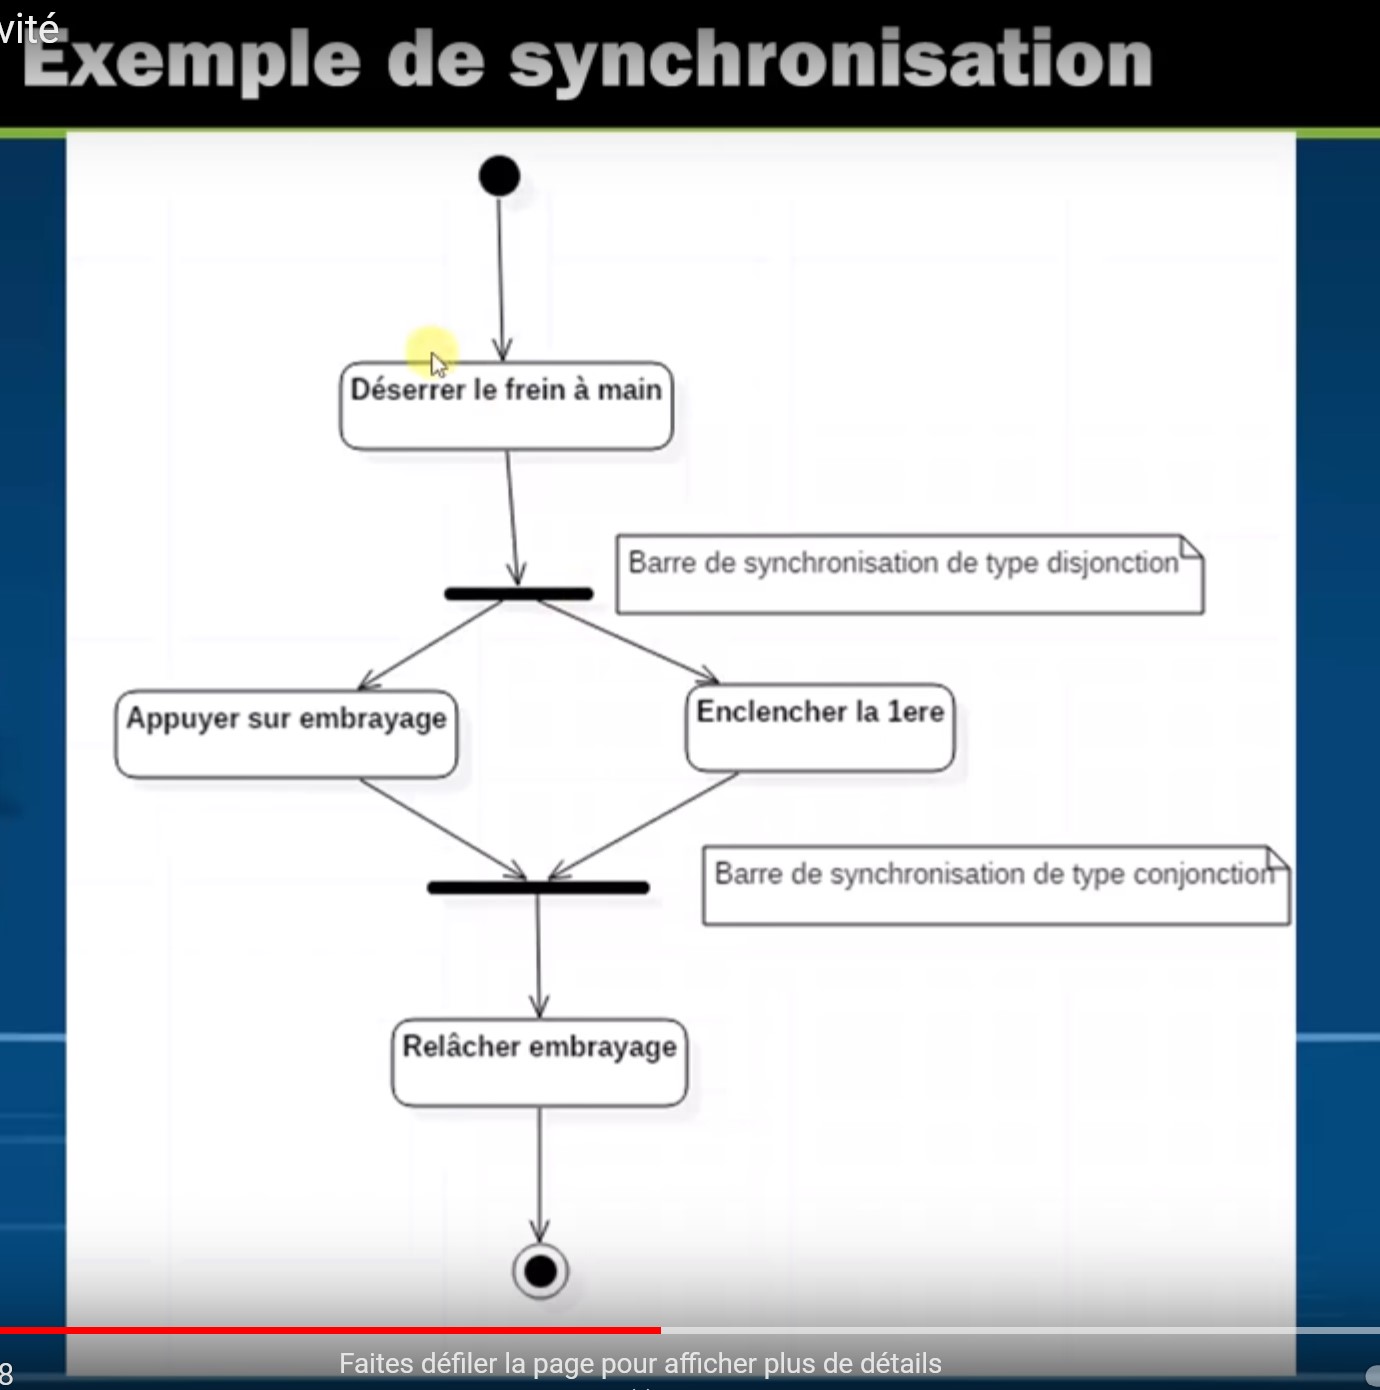 vité
Exemple de synchronisation
Déserrer le frein à main
Barre de synchronisation de type disjonction
Appuyer sur embrayage
Enclencher la 1ere
Barre de synchronisation de type conjonction
Relâcher embrayage
8
Faites défiler la page pour afficher plus de détails